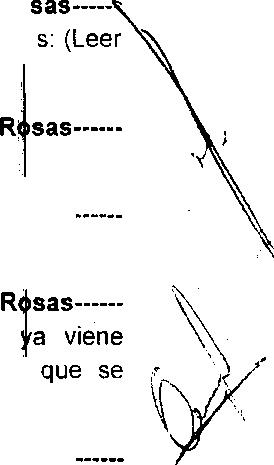 sas-----
s: (Leer
Rosas------
------
Rosas------
ya viene
que se
------